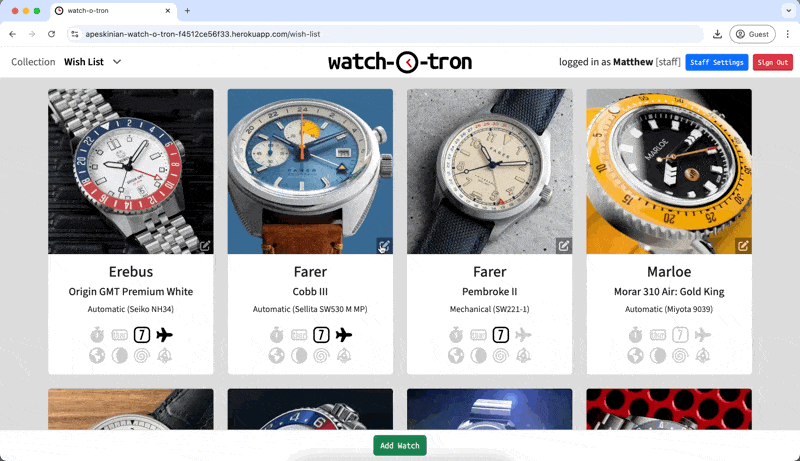 watch-o-tron
apeskinian-watch-o-tron-f4512ce56f33.herokuapp.com/wish-list
Guest
Collection
Wish List
watch-O-tron
logged in as Matthew [staff]
Staff Settings
Sign Out
FARER
FARER
MARLOE
Erebus
Origin GMT Premium White
Automatic (Seiko NH34)
7
Farer
Cobb III
Automatic (Sellita SW530 M MP)
7
Farer
Pembroke II
Mechanical (SW221-1)
7
Marloe
Morar 310 Air: Gold King
Automatic (Miyota 9039)
7
Add Watch